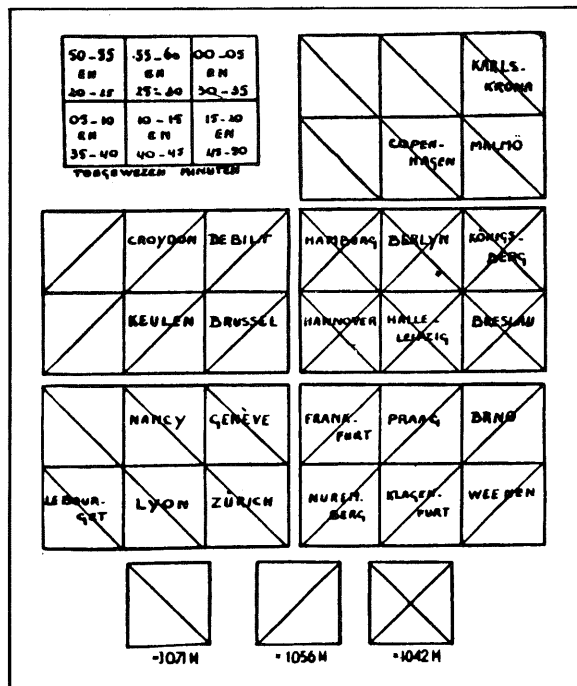 50-55 55-60 00-05
EN EN EN
20-25 25-30 30-35
05-10 10-15 15-20
EN EN EN
35-40 40-45 45-50
TOEGEWEZEN MINUTEN
KARLS-
KRONA
COPEN-
HAGEN
MALMÖ
CROYDON DE BILT
KEULEN BRUSSEL
HAMBURG BERLYN KÖNIGS-
BERG
HANNOVER HALLE-
LEIPZIG
BRESLAU
NANCY GENÈVE
LE BOUR-
GET
LYON ZÜRICH
FRANK-
FURT
PRAAG BRNO
NUREM-
BERG
KLAGEN-
FURT
WEENEN
=1071 M =1056 M =1042 M